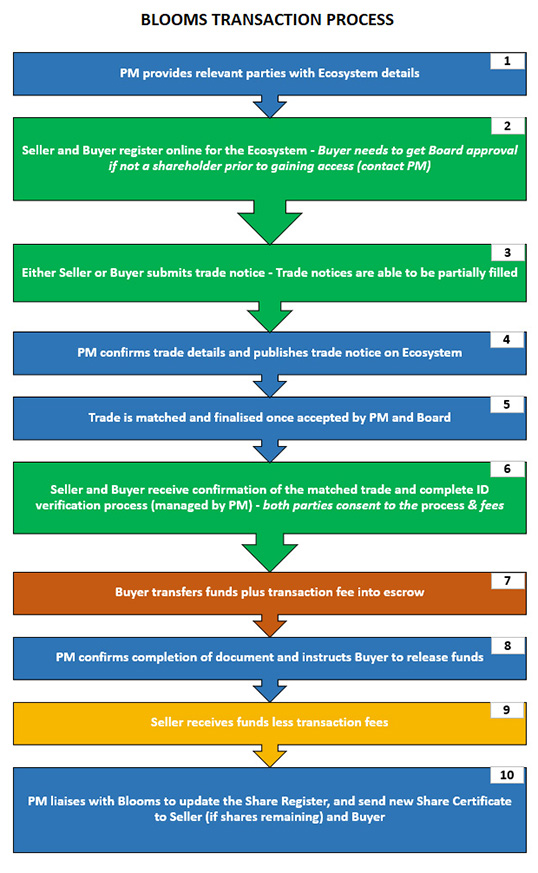 BLOOMS TRANSACTION PROCESS
1
PM provides relevant parties with Ecosystem details
2
Seller and Buyer register online for the Ecosystem - Buyer needs to get Board approval
if not a shareholder prior to gaining access (contact PM)
3
Either Seller or Buyer submits trade notice - Trade notices are able to be partially filled
4
PM confirms trade details and publishes trade notice on Ecosystem
5
Trade is matched and finalised once accepted by PM and Board
6
Seller and Buyer receive confirmation of the matched trade and complete ID
verification process (managed by PM) - both parties consent to the process & fees
7
Buyer transfers funds plus transaction fee into escrow
8
PM confirms completion of document and instructs Buyer to release funds
9
Seller receives funds less transaction fees
10
PM liaises with Blooms to update the Share Register, and send new Share Certificate
to Seller (if shares remaining) and Buyer